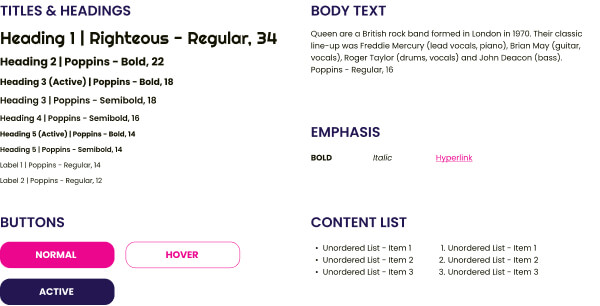 TITLES & HEADINGS
Heading 1 | Righteous - Regular, 34
Heading 2 | Poppins - Bold, 22
Heading 3 (Active) | Poppins - Bold, 18
Heading 3 | Poppins - Semibold, 18
Heading 4 | Poppins - Semibold, 16
Heading 5 (Active) | Poppins - Bold, 14
Heading 5 | Poppins - Semibold, 14
Label 1 | Poppins - Regular, 14
Label 2 | Poppins - Regular, 12
BODY TEXT
Queen are a British rock band formed in London in 1970. Their classic
line-up was Freddie Mercury (lead vocals, piano), Brian May (guitar,
vocals), Roger Taylor (drums, vocals) and John Deacon (bass).
Poppins - Regular, 16
EMPHASIS
BOLD Italic Hyperlink
BUTTONS
NORMAL HOVER
ACTIVE
CONTENT LIST
• Unordered List - Item 1
• Unordered List - Item 2
• Unordered List - Item 3
1. Unordered List - Item 1
2. Unordered List - Item 2
3. Unordered List - Item 3